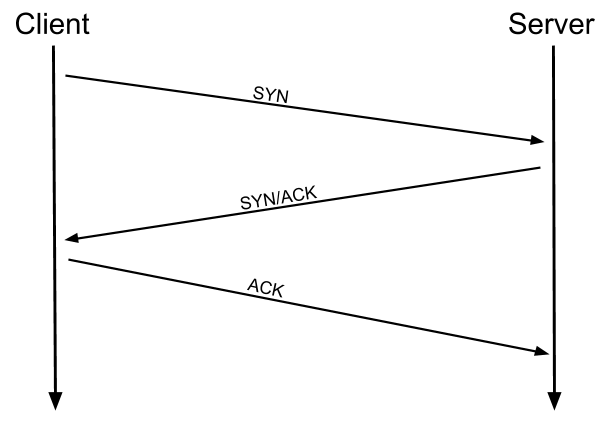 Client
Server
SYN
SYN/ACK
ACK